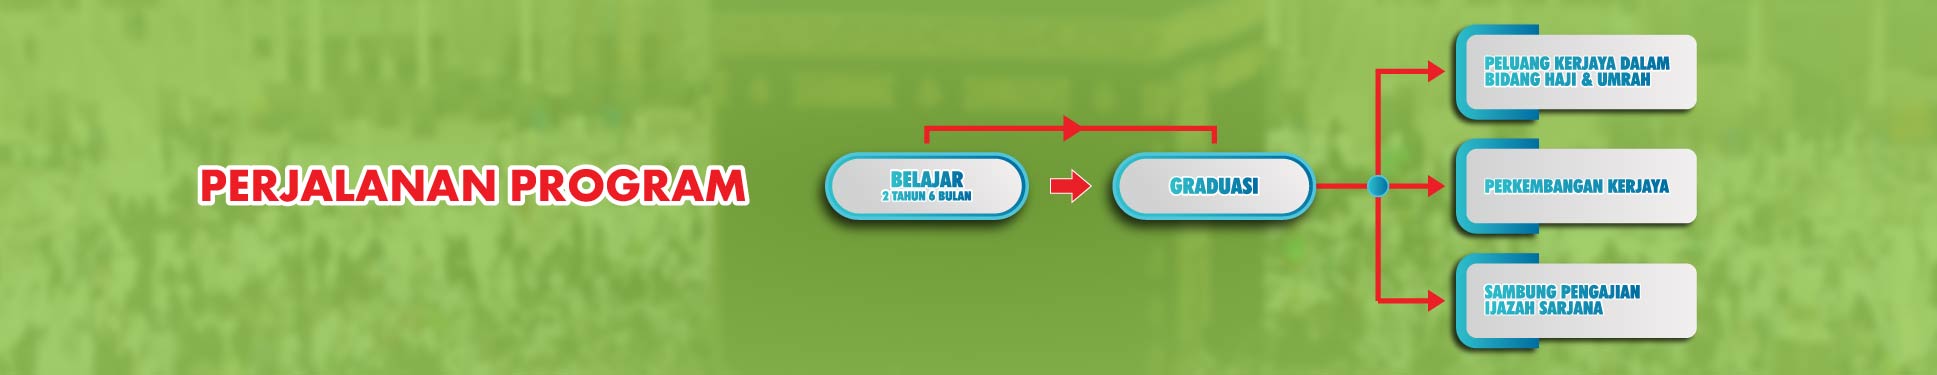 PERJALANAN PROGRAM
BELAJAR
2 TAHUN 6 BULAN
GRADUASI
PELUANG KERJAYA DALAM
BIDANG HAJI & UMRAH
PERKEMBANGAN KERJAYA
SAMBUNG PENGAJIAN
IJAZAH SARJANA